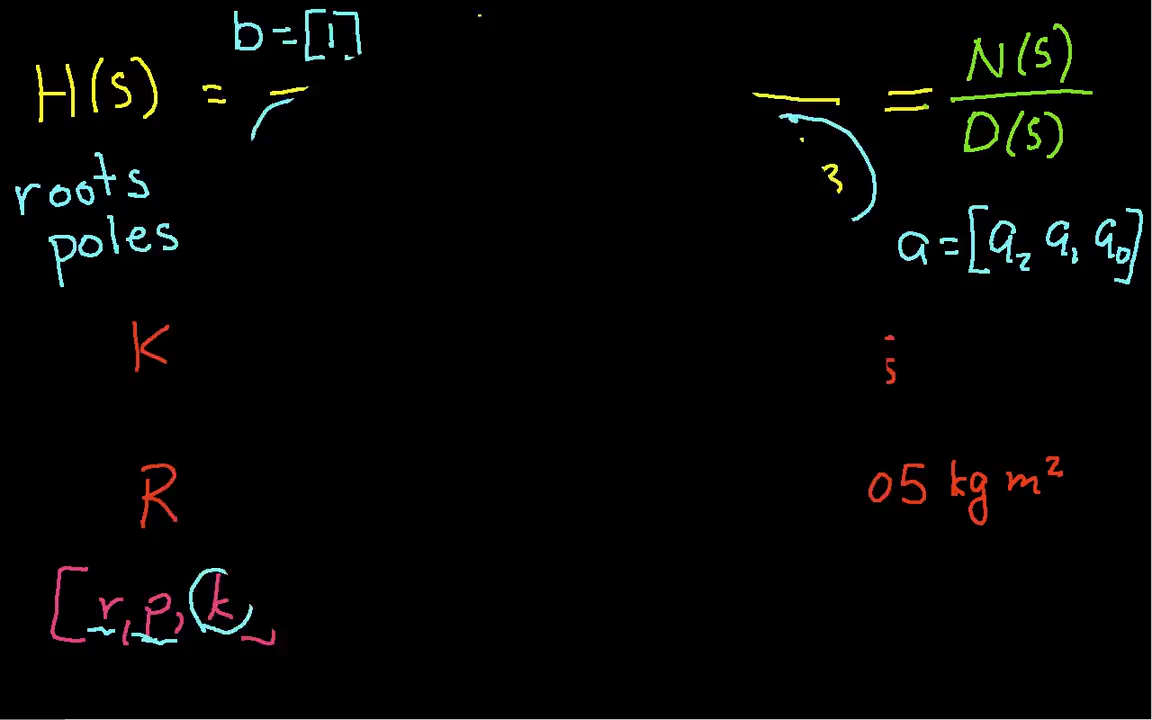 b = [1]
H(s) = = N(s)/D(s)
roots
3
poles
a = [a₂ a₁ a₀]
K
s
R 05 kg m²
[r, p, k